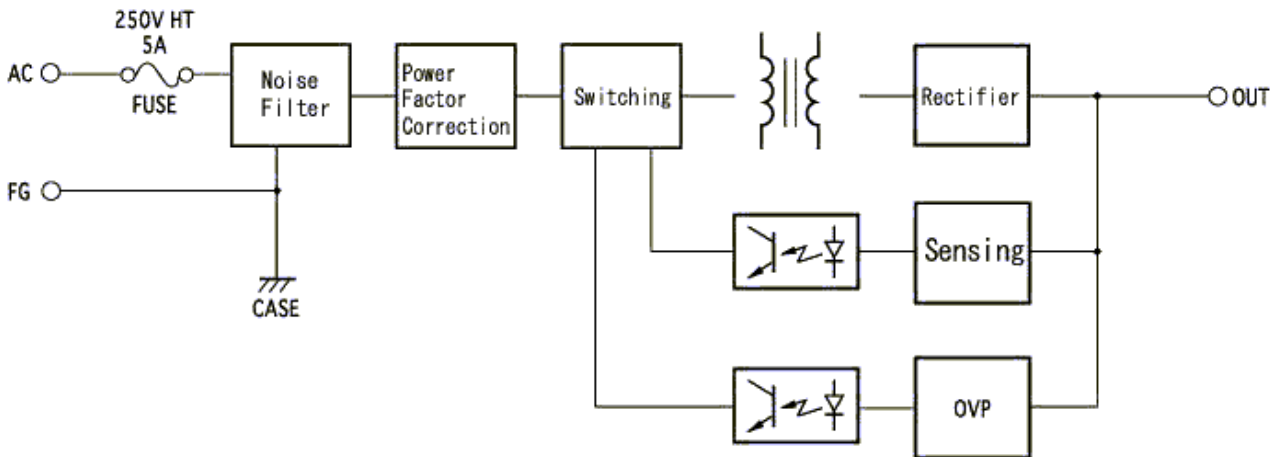 250V HT
5A
AC
FUSE
Noise
Filter
Power
Factor
Correction
Switching
Rectifier
OUT
FG
CASE
Sensing
OVP